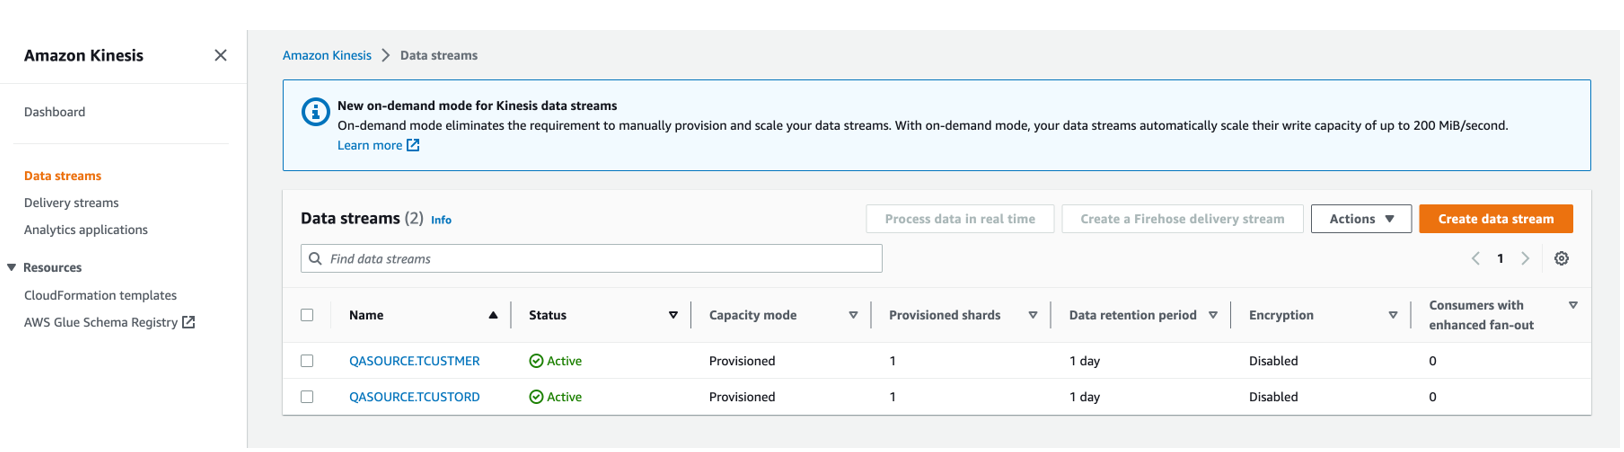 Amazon Kinesis
Dashboard
Data streams
Delivery streams
Analytics applications
Resources
CloudFormation templates
AWS Glue Schema Registry
Amazon Kinesis > Data streams
New on-demand mode for Kinesis data streams
On-demand mode eliminates the requirement to manually provision and scale your data streams. With on-demand mode, your data streams automatically scale their write capacity of up to 200 MiB/second.
Learn more
Data streams (2) Info Process data in real time Create a Firehose delivery stream Actions Create data stream
Find data streams 1
Name Status Capacity mode Provisioned shards Data retention period Encryption Consumers with
enhanced fan-out
QASOURCE.TCUSTMER Active Provisioned 1 1 day Disabled 0
QASOURCE.TCUSTORD Active Provisioned 1 1 day Disabled 0